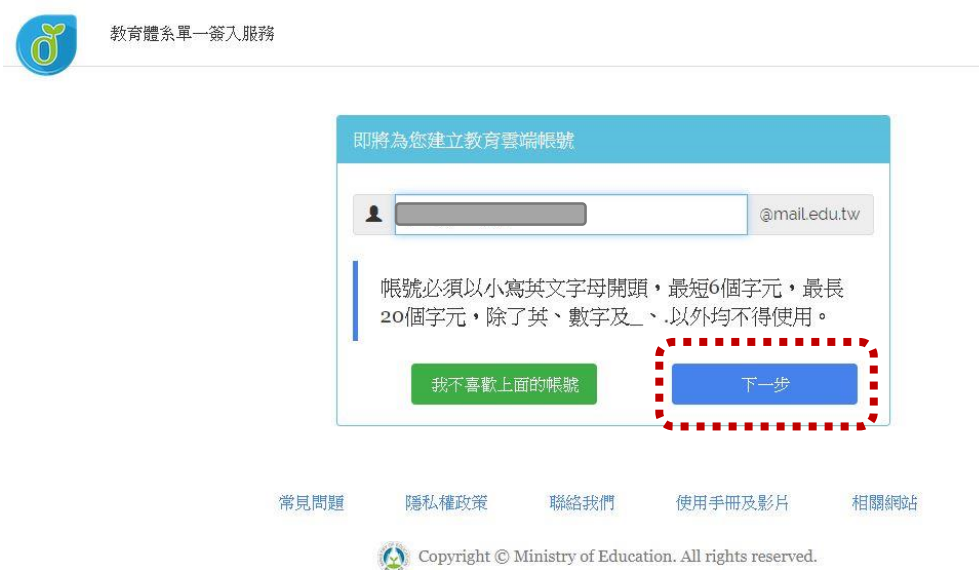 教育體系單一簽入服務
即將為您建立教育雲端帳號
@mail.edu.tw
帳號必須以小寫英文字母開頭，最短6個字元，最長
20個字元，除了英、數字及_、.以外均不得使用。
我不喜歡上面的帳號 下一步
常見問題 隱私權政策 聯絡我們 使用手冊及影片 相關網站
Copyright © Ministry of Education. All rights reserved.